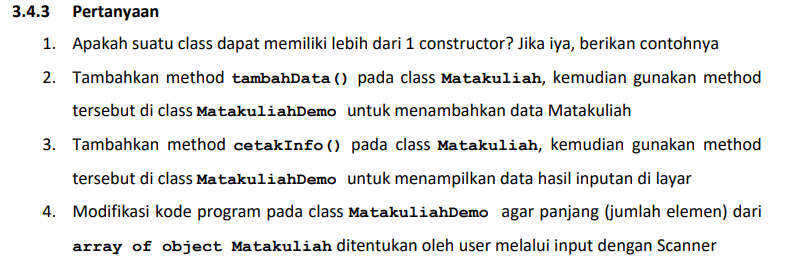 3.4.3 Pertanyaan
1. Apakah suatu class dapat memiliki lebih dari 1 constructor? Jika iya, berikan contohnya
2. Tambahkan method tambahData() pada class Matakuliah, kemudian gunakan method
tersebut di class MatakuliahDemo untuk menambahkan data Matakuliah
3. Tambahkan method cetakInfo() pada class Matakuliah, kemudian gunakan method
tersebut di class MatakuliahDemo untuk menampilkan data hasil inputan di layar
4. Modifikasi kode program pada class MatakuliahDemo agar panjang (jumlah elemen) dari
array of object Matakuliah ditentukan oleh user melalui input dengan Scanner